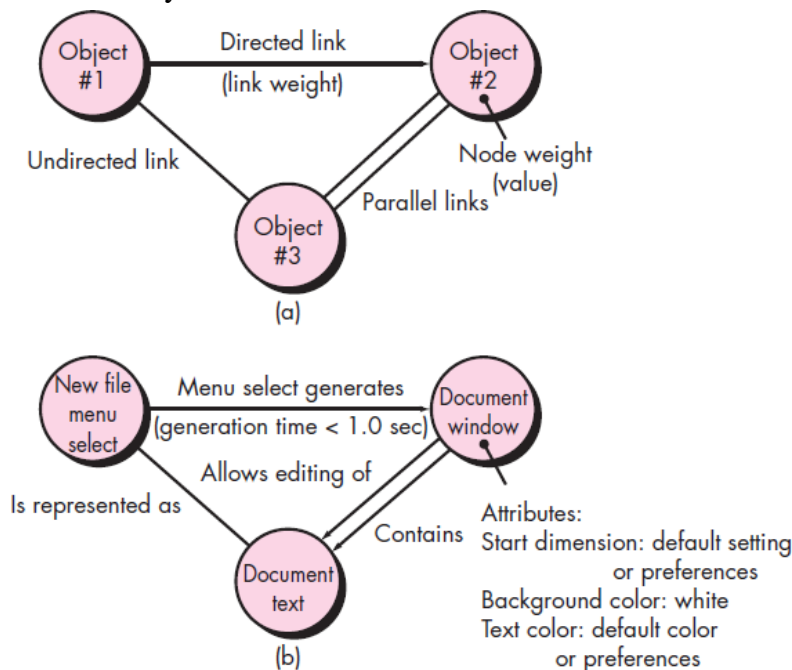 Object
#1
Directed link
(link weight)
Object
#2
Undirected link
Node weight
(value)
Parallel links
Object
#3
(a)
New file
menu
select
Menu select generates
(generation time < 1.0 sec)
Document
window
Allows editing of
Is represented as
Contains
Attributes:
Start dimension: default setting
or preferences
Background color: white
Text color: default color
or preferences
Document
text
(b)